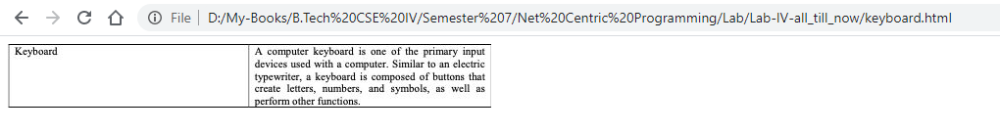 File | D:/My-Books/B.Tech%20CSE%20IV/Semester%207/Net%20Centric%20Programming/Lab/Lab-IV-all_till_now/keyboard.html
Keyboard
A computer keyboard is one of the primary input
devices used with a computer. Similar to an electric
typewriter, a keyboard is composed of buttons that
create letters, numbers, and symbols, as well as
perform other functions.